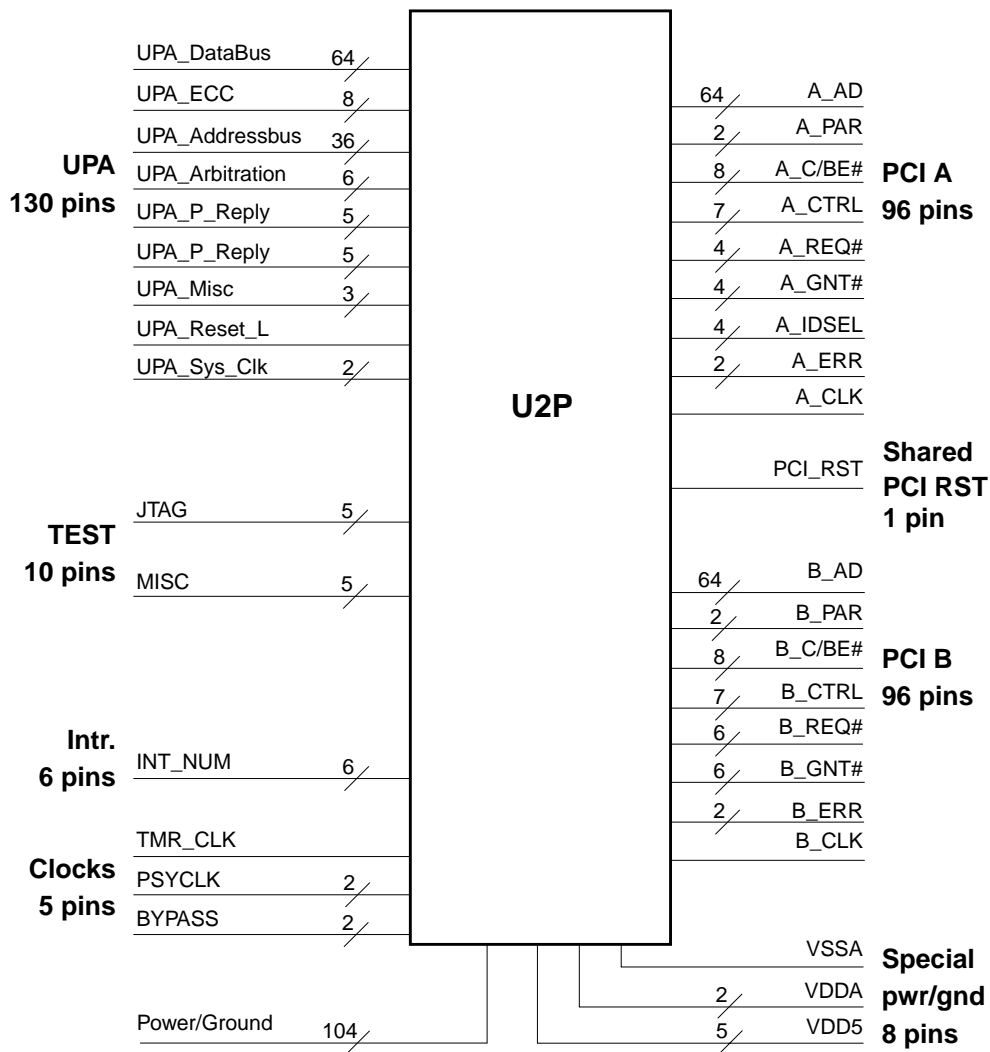 UPA
130 pins
UPA_DataBus 64
UPA_ECC 8
UPA_Addressbus 36
UPA_Arbitration 6
UPA_P_Reply 5
UPA_P_Reply 5
UPA_Misc 3
UPA_Reset_L
UPA_Sys_Clk 2
TEST
10 pins
JTAG 5
MISC 5
Intr.
6 pins
INT_NUM 6
Clocks
5 pins
TMR_CLK
PSYCLK 2
BYPASS 2
Power/Ground 104
U2P
64 A_AD
2 A_PAR
8 A_C/BE#
7 A_CTRL
4 A_REQ#
4 A_GNT#
4 A_IDSEL
2 A_ERR
A_CLK
PCI A
96 pins
PCI_RST
Shared
PCI RST
1 pin
64 B_AD
2 B_PAR
8 B_C/BE#
7 B_CTRL
6 B_REQ#
6 B_GNT#
2 B_ERR
B_CLK
PCI B
96 pins
VSSA
2 VDDA
5 VDD5
Special
pwr/gnd
8 pins